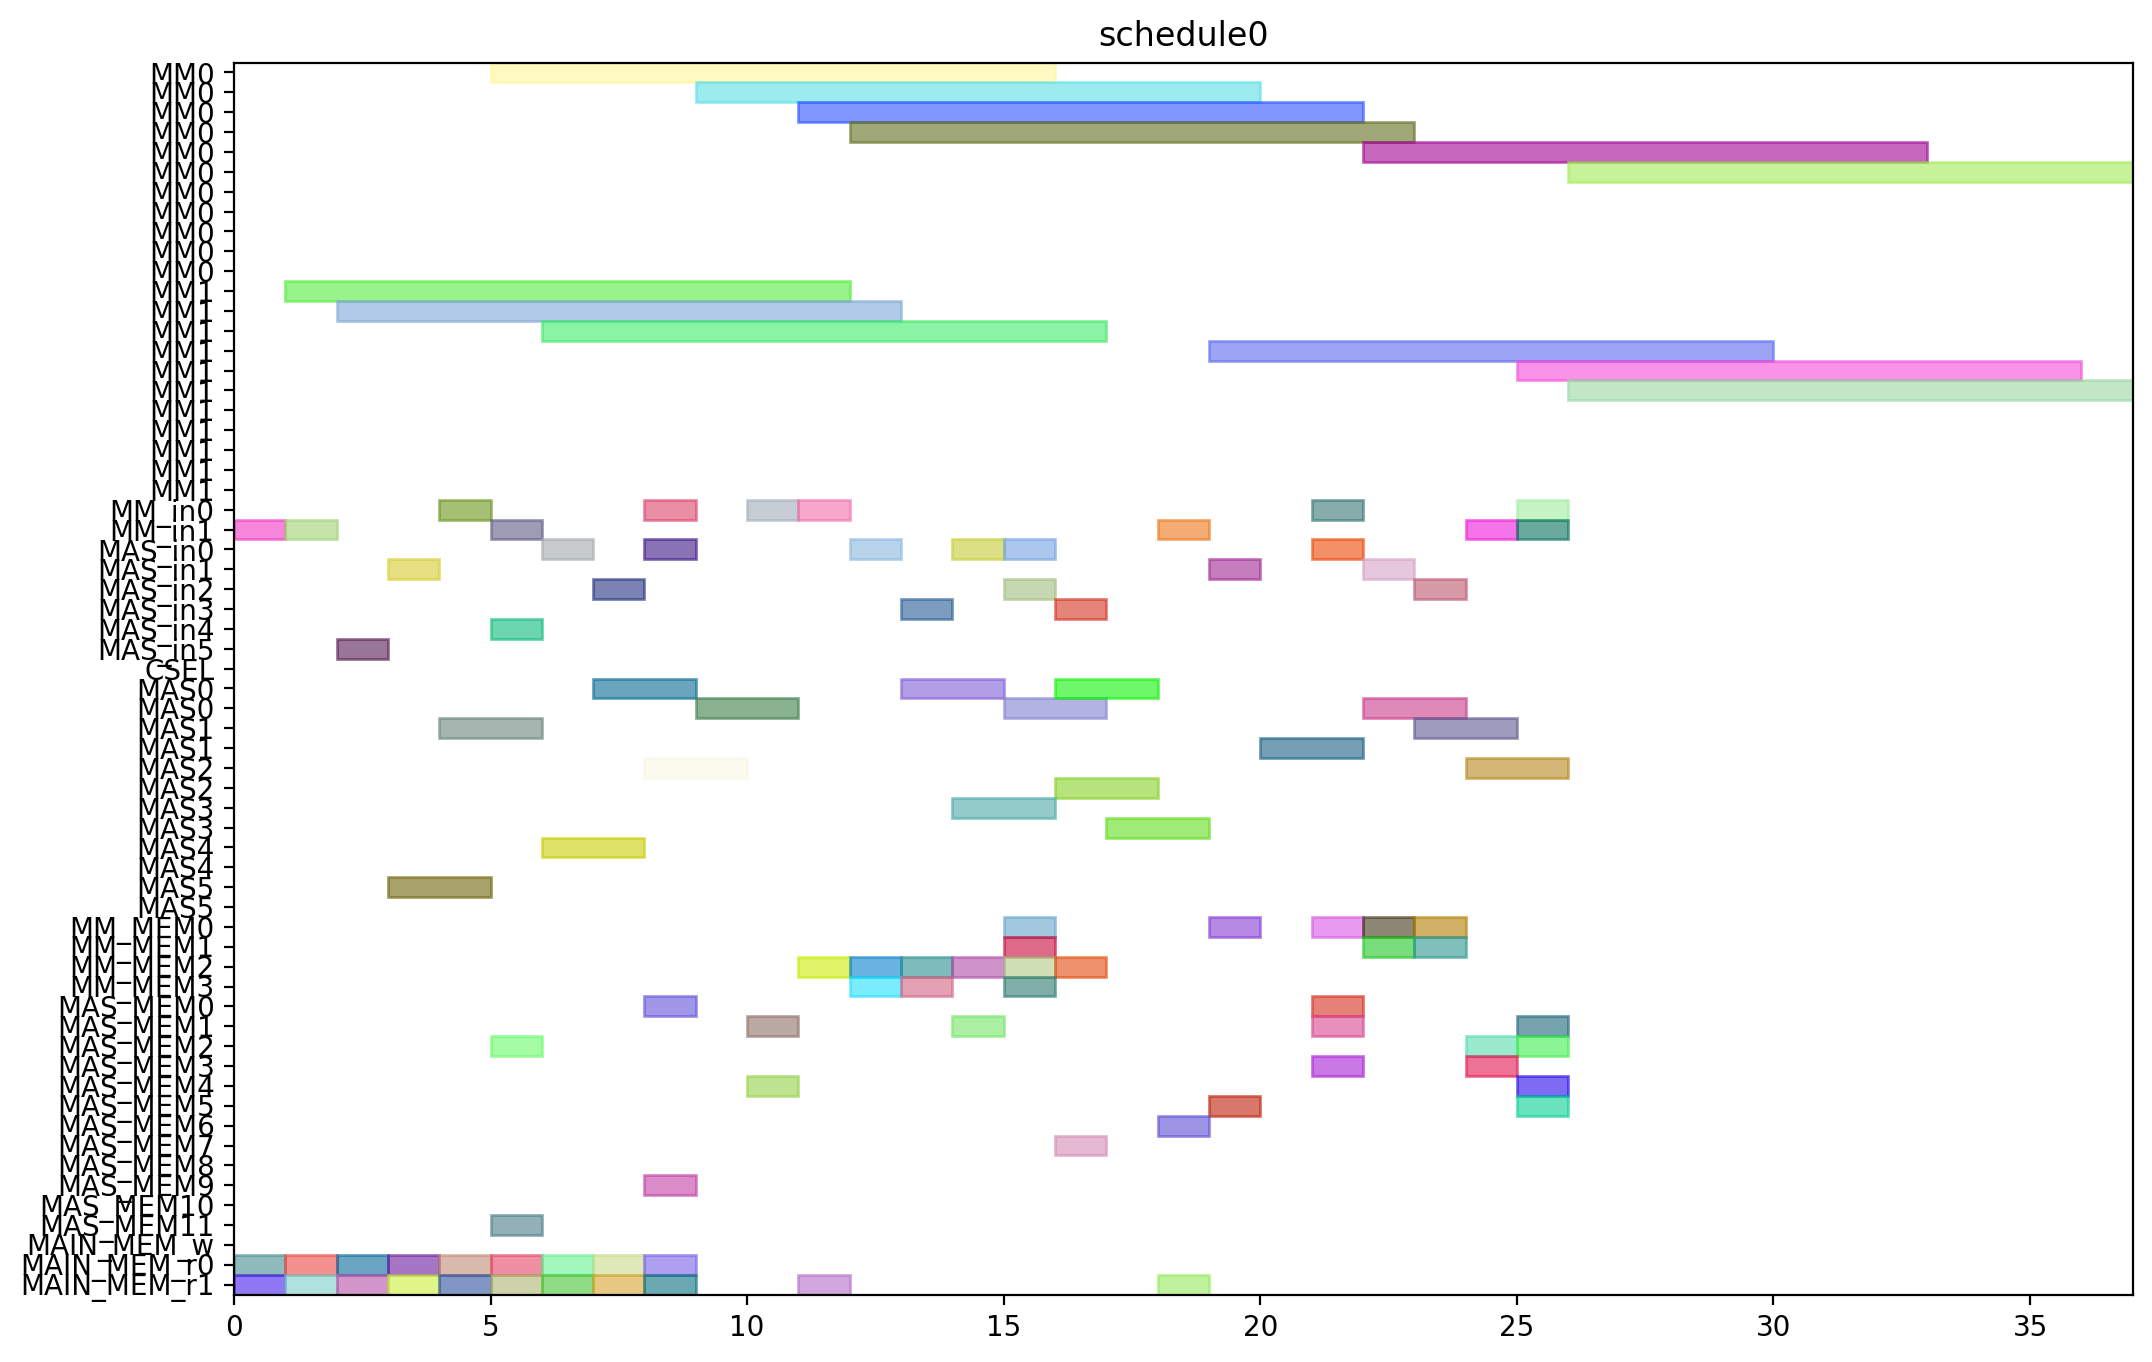 schedule0
MM0
MM0
MM0
MM0
MM0
MM0
MM0
MM0
MM0
MM0
MM0
MM1
MM1
MM1
MM1
MM1
MM1
MM1
MM1
MM1
MM1
MM1
MM_in0
MM_in1
MAS_in0
MAS_in1
MAS_in2
MAS_in3
MAS_in4
MAS_in5
CSEL
MAS0
MAS0
MAS1
MAS1
MAS2
MAS2
MAS3
MAS3
MAS4
MAS4
MAS5
MAS5
MM_MEM0
MM_MEM1
MM_MEM2
MM_MEM3
MAS_MEM0
MAS_MEM1
MAS_MEM2
MAS_MEM3
MAS_MEM4
MAS_MEM5
MAS_MEM6
MAS_MEM7
MAS_MEM8
MAS_MEM9
MAS_MEM10
MAS_MEM11
MAIN_MEM_w
MAIN_MEM_r0
MAIN_MEM_r1
0 5 10 15 20 25 30 35